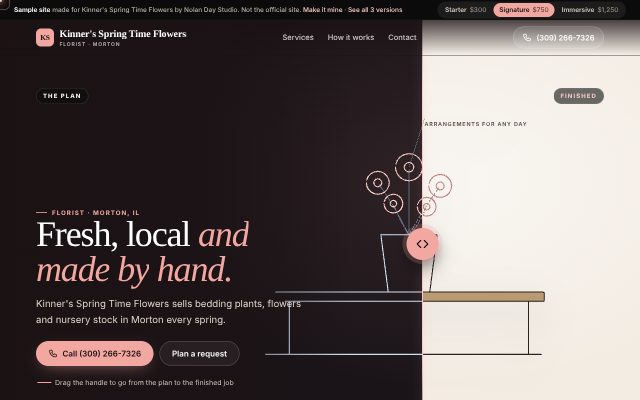 Sample site made for Kinner's Spring Time Flowers by Nolan Day Studio. Not the official site. Make it mine · See all 3 versions
Starter $300 Signature $750 Immersive $1,250
KS Kinner's Spring Time Flowers
FLORIST · MORTON
Services How it works Contact
(309) 266-7326
THE PLAN
FINISHED
ARRANGEMENTS FOR ANY DAY
FLORIST · MORTON, IL
Fresh, local and
made by hand.
Kinner's Spring Time Flowers sells bedding plants, flowers
and nursery stock in Morton every spring.
Call (309) 266-7326 Plan a request
Drag the handle to go from the plan to the finished job